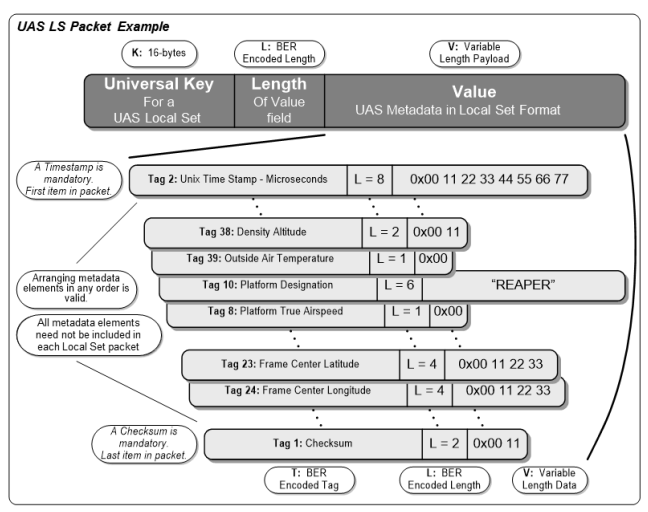 UAS LS Packet Example
K: 16-bytes
L: BER
Encoded Length
V: Variable
Length Payload
Universal Key
For a
UAS Local Set
Length
Of Value
field
Value
UAS Metadata in Local Set Format
A Timestamp is
mandatory.
First item in packet.
Tag 2: Unix Time Stamp - Microseconds L = 8 0x00 11 22 33 44 55 66 77
Tag 38: Density Altitude L = 2 0x00 11
Tag 39: Outside Air Temperature L = 1 0x00
Arranging metadata
elements in any order is
valid.
Tag 10: Platform Designation L = 6 “REAPER”
Tag 8: Platform True Airspeed L = 1 0x00
All metadata elements
need not be included in
each Local Set packet
Tag 23: Frame Center Latitude L = 4 0x00 11 22 33
Tag 24: Frame Center Longitude L = 4 0x00 11 22 33
A Checksum is
mandatory.
Last item in packet.
Tag 1: Checksum L = 2 0x00 11
T: BER
Encoded Tag
L: BER
Encoded Length
V: Variable
Length Data